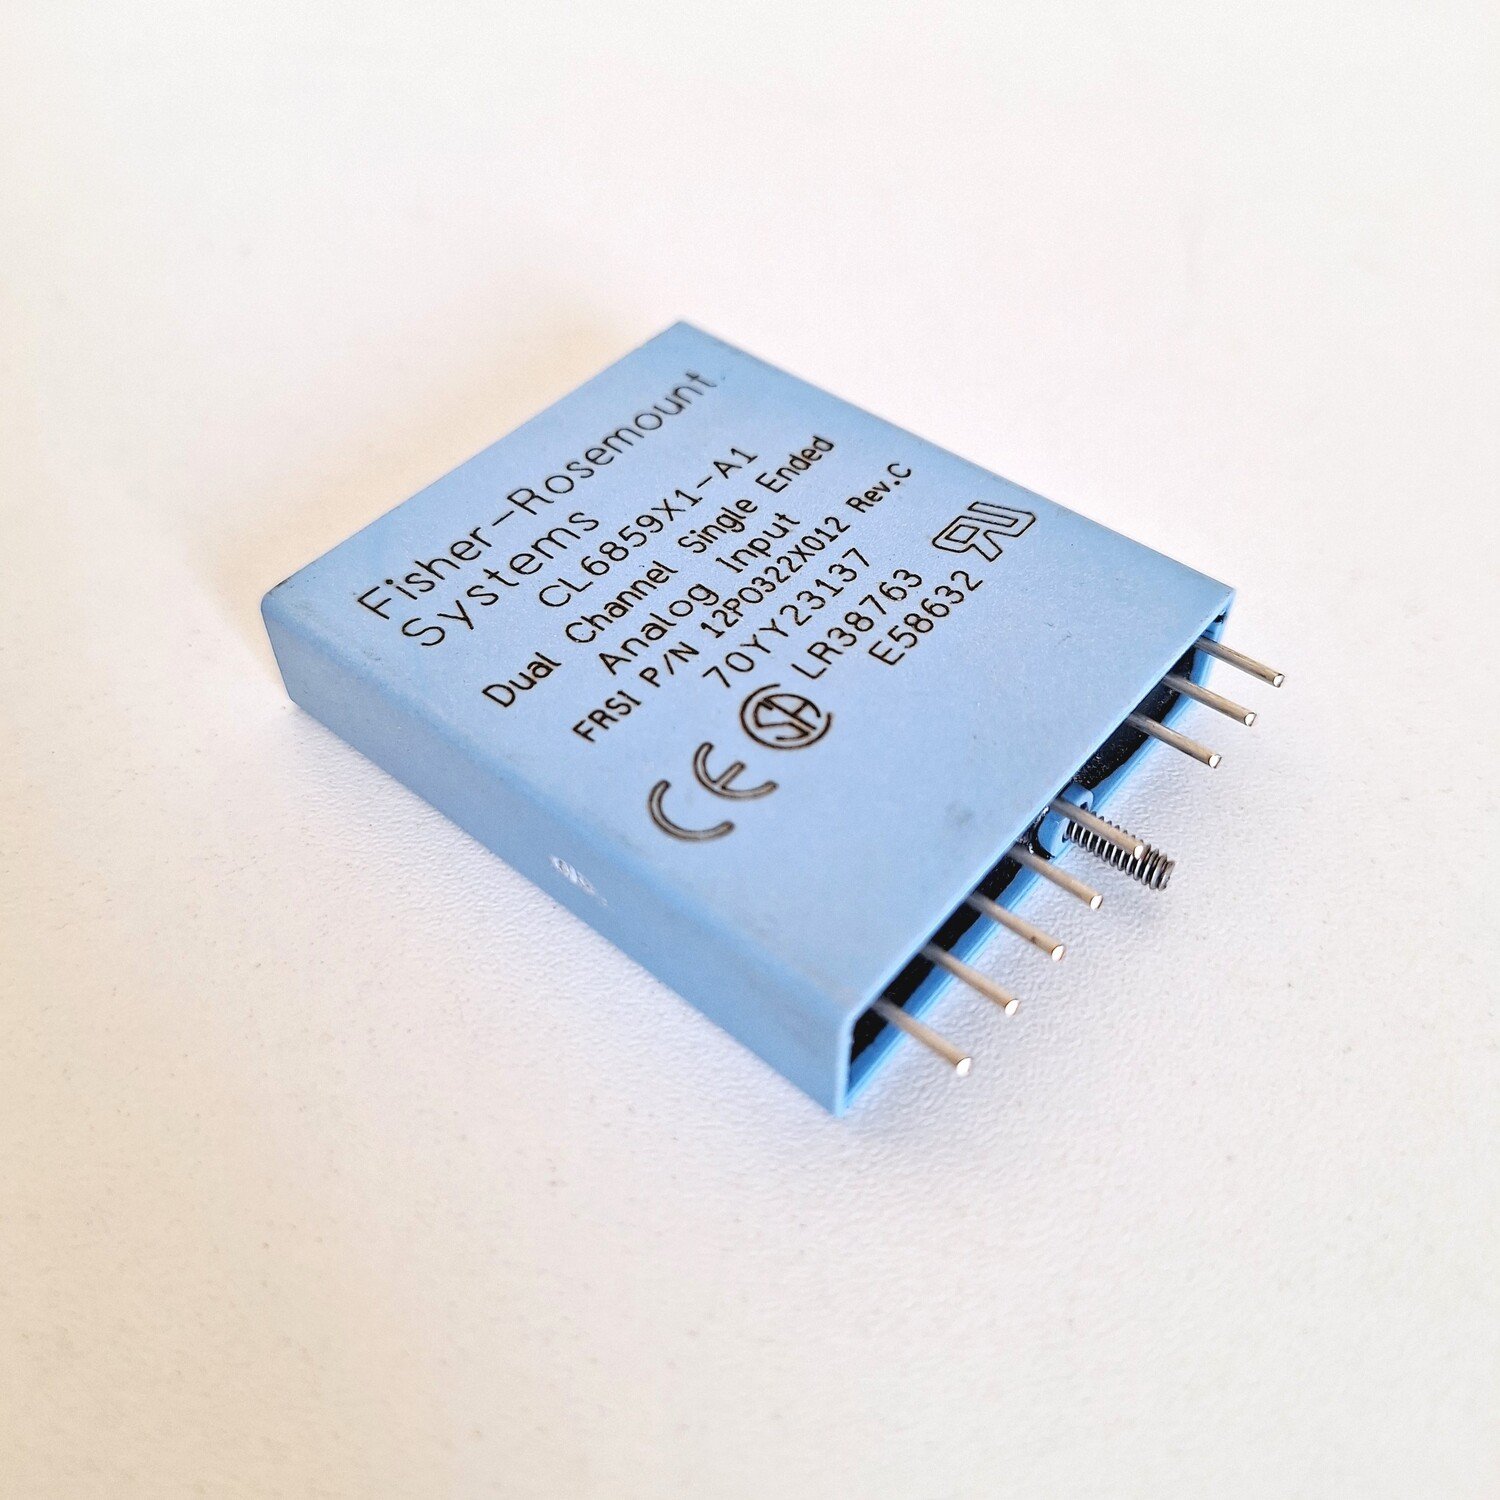 Fisher-Rosemount
Systems
CL6859X1-A1
Dual Channel Single Ended
Analog Input
FRSI P/N 12P0322X012 Rev.C
70YY23137
LR38763
E58632